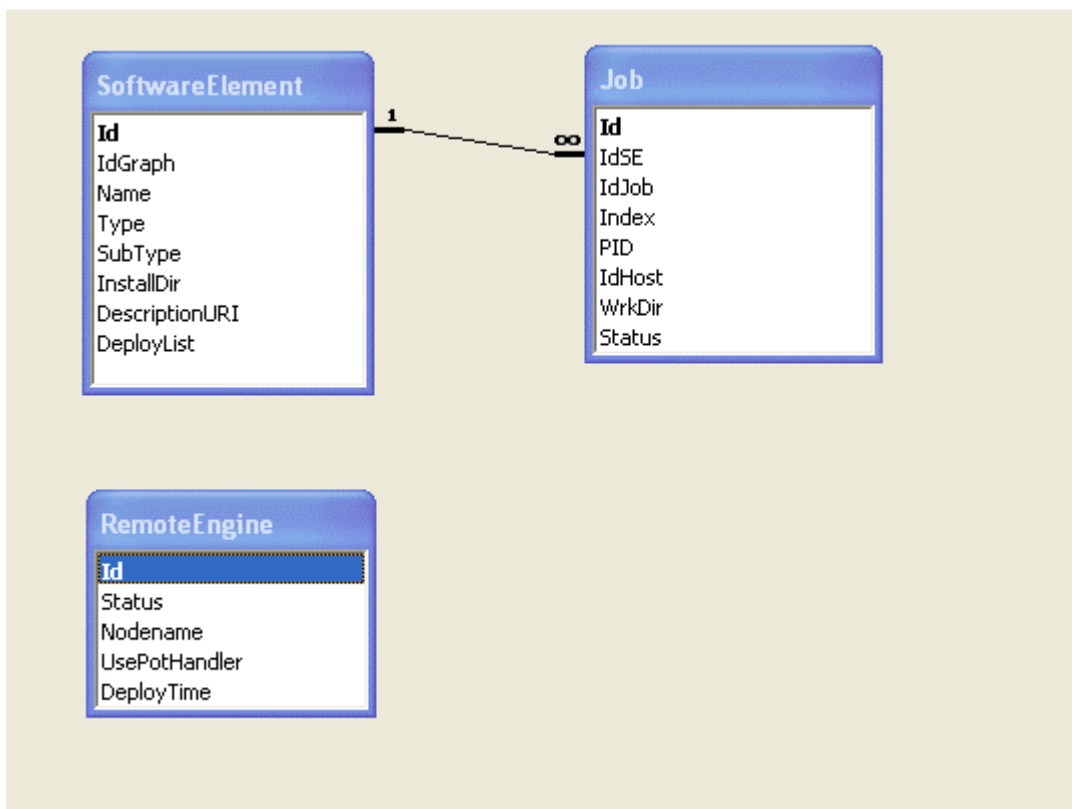 SoftwareElement
Id
IdGraph
Name
Type
SubType
InstallDir
DescriptionURI
DeployList
1
∞
Job
Id
IdSE
IdJob
Index
PID
IdHost
WrkDir
Status
RemoteEngine
Id
Status
Nodename
UsePotHandler
DeployTime